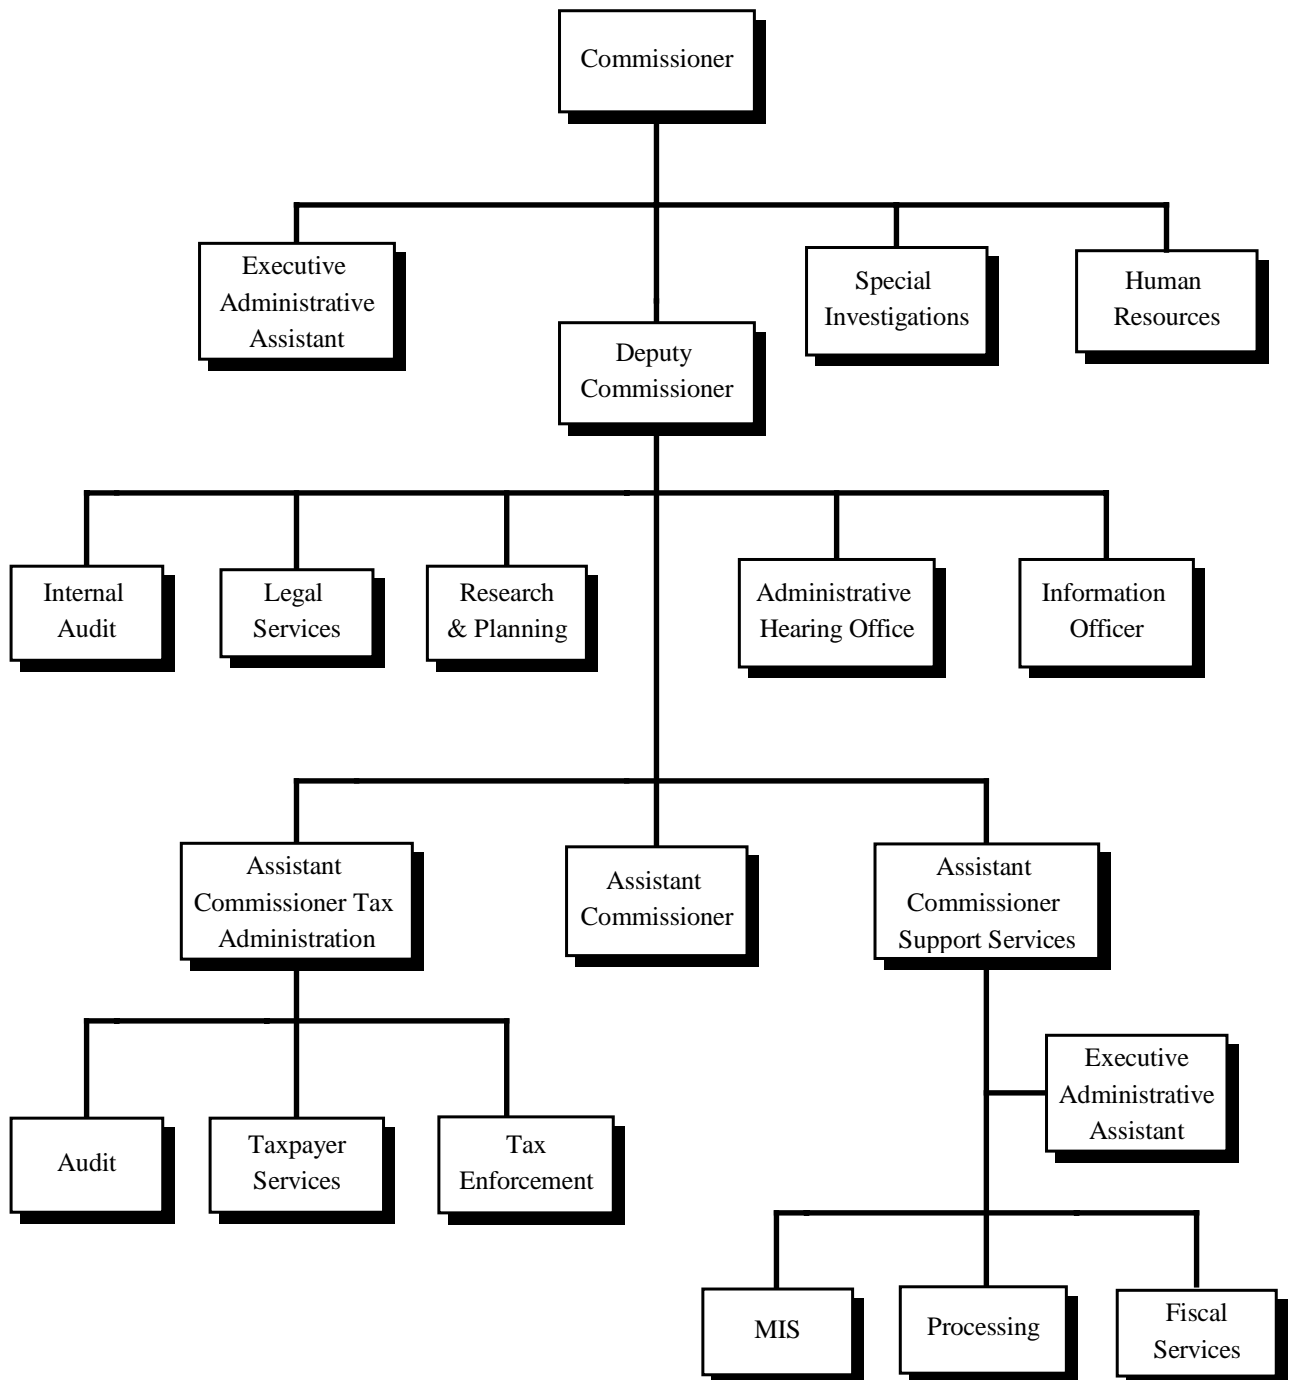 Commissioner
Executive
Administrative
Assistant
Special
Investigations
Human
Resources
Deputy
Commissioner
Internal
Audit
Legal
Services
Research
& Planning
Administrative
Hearing Office
Information
Officer
Assistant
Commissioner Tax
Administration
Assistant
Commissioner
Assistant
Commissioner
Support Services
Executive
Administrative
Assistant
Audit
Taxpayer
Services
Tax
Enforcement
MIS
Processing
Fiscal
Services